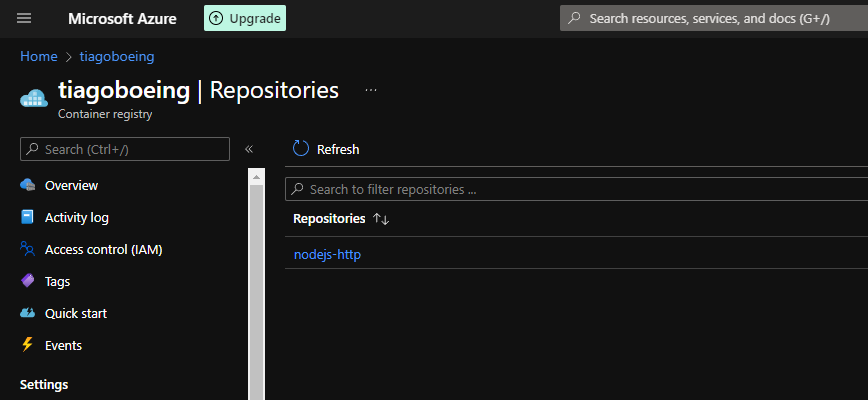 Microsoft Azure
Upgrade
Search resources, services, and docs (G+/)
Home > tiagoboeing
tiagoboeing | Repositories ...
Container registry
Search (Ctrl+/)
«
Overview
Activity log
Access control (IAM)
Tags
Quick start
Events
Settings
Refresh
Search to filter repositories ...
Repositories ↑↓
nodejs-http